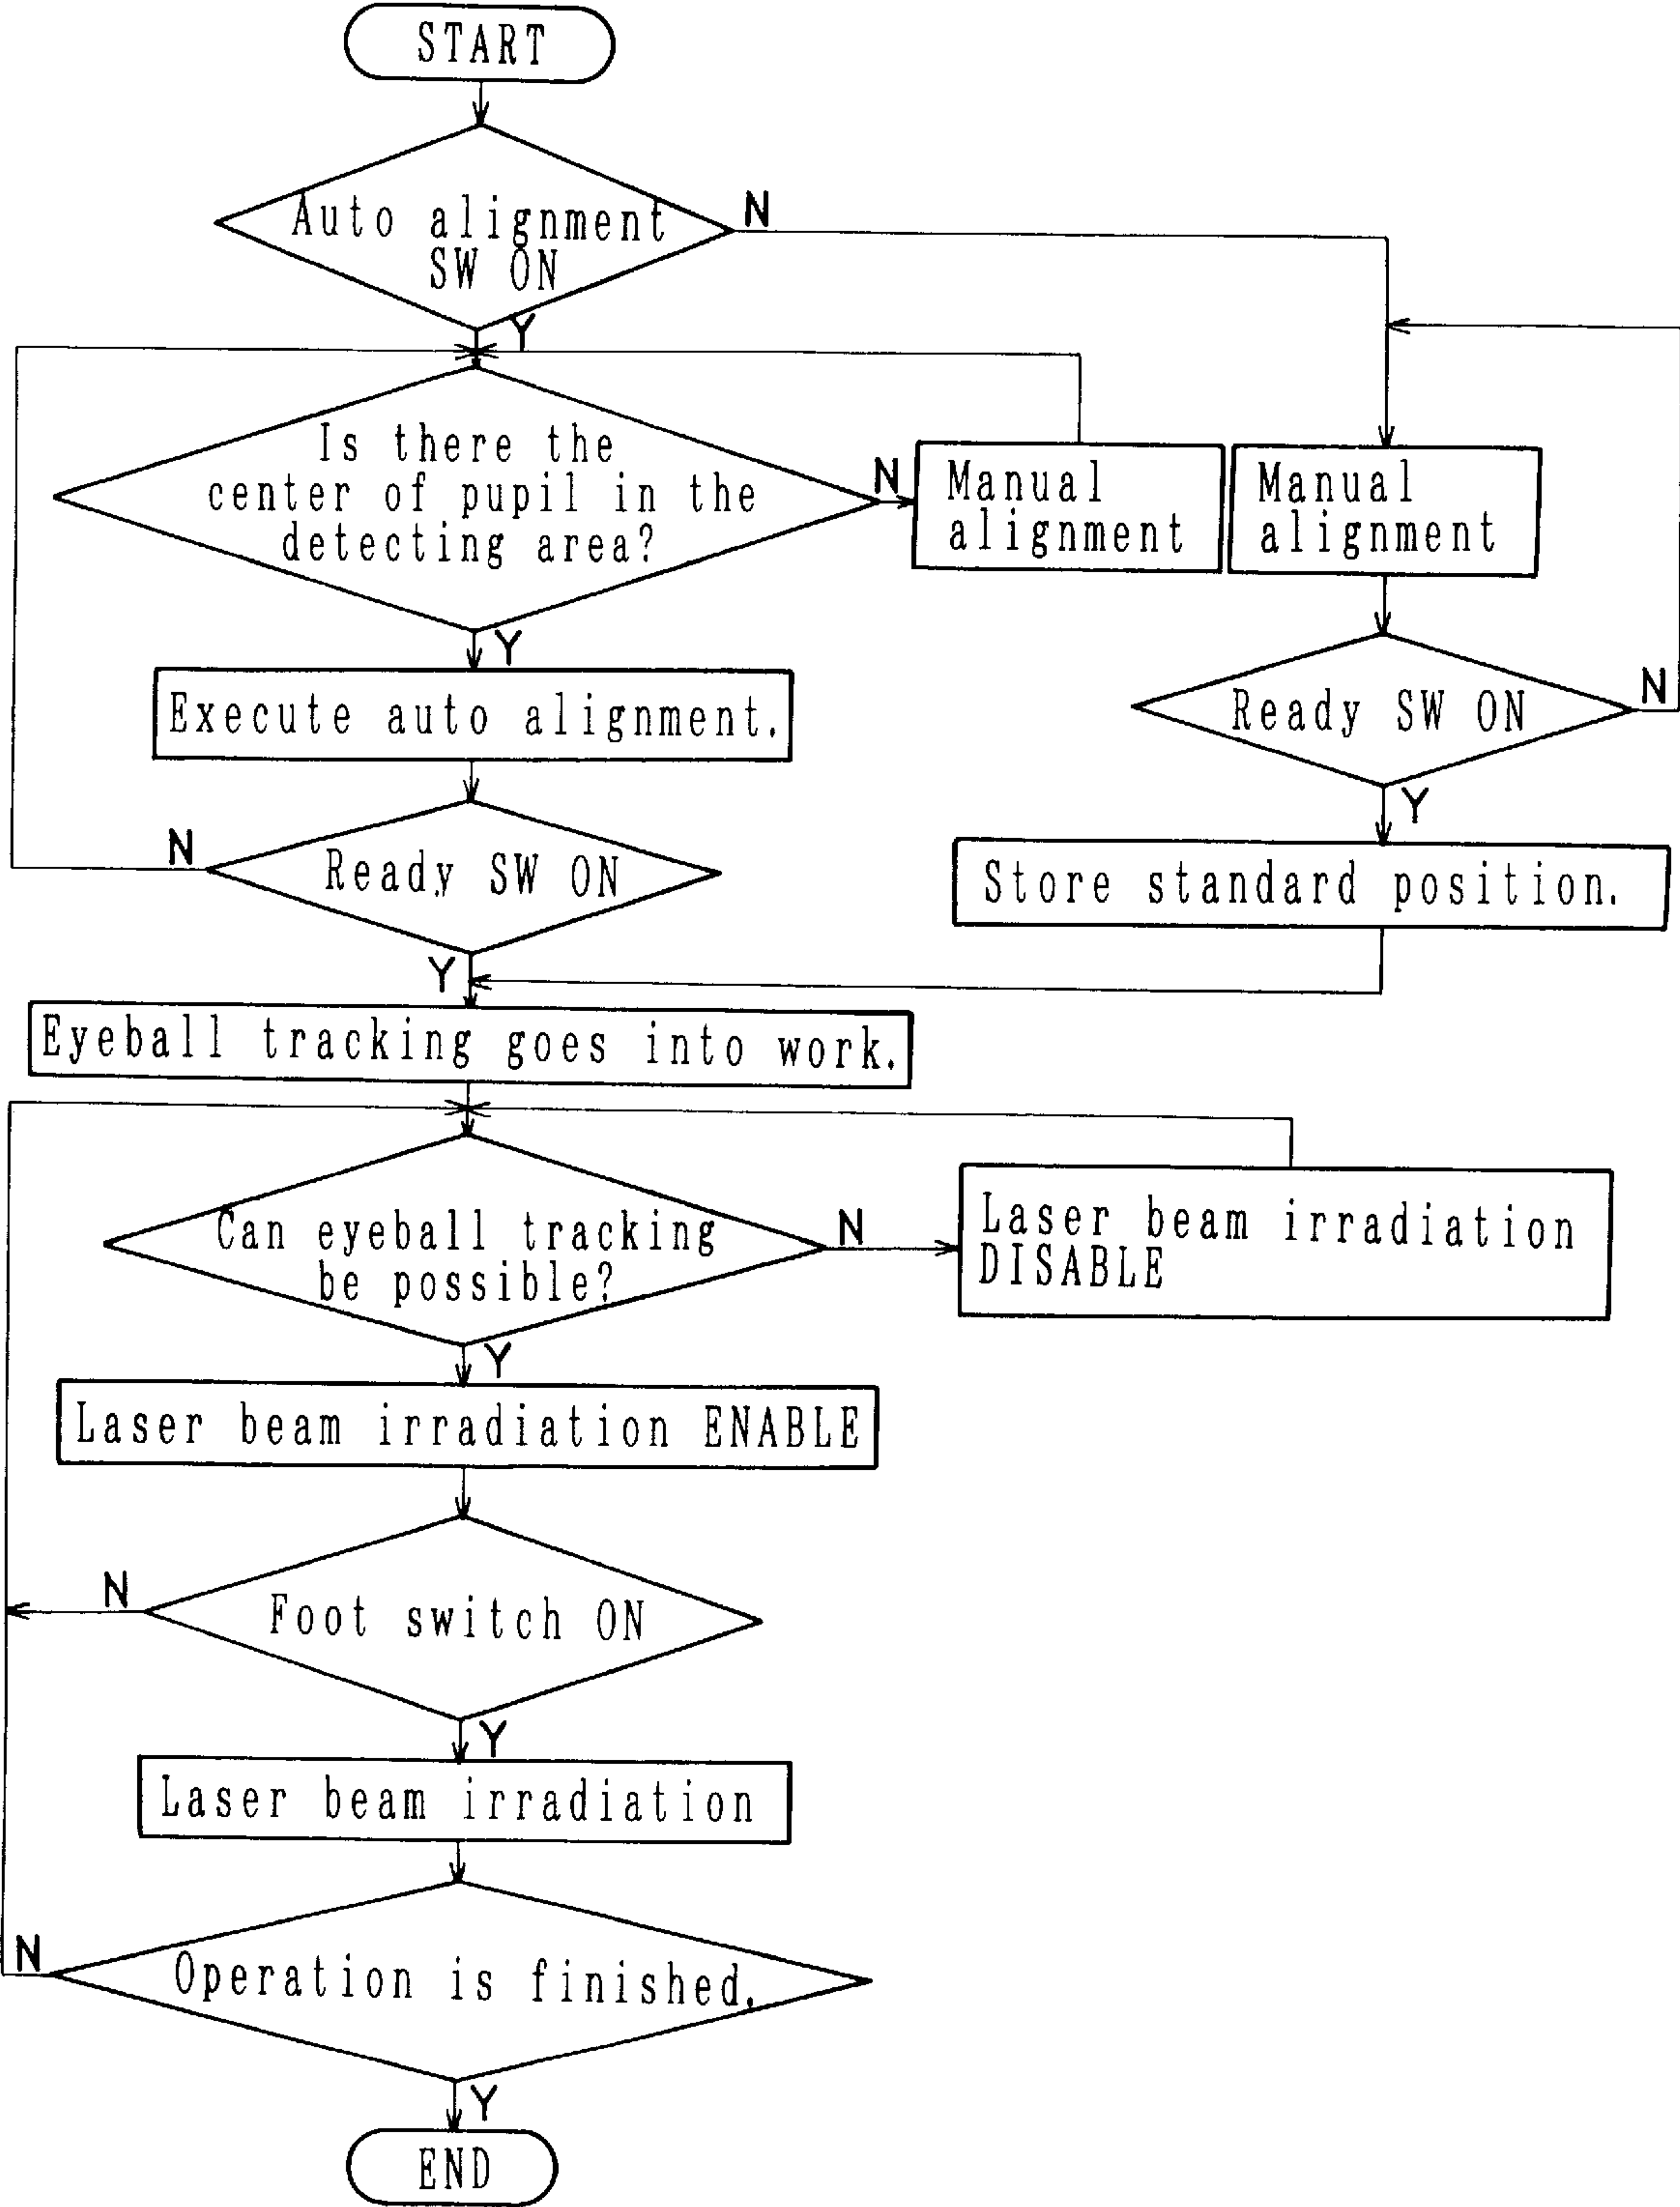 START
Auto alignment
SW ON
N
Y
Is there the
center of pupil in the
detecting area?
N
Manual
alignment
Manual
alignment
Y
Execute auto alignment.
Ready SW ON
N
Y
N
Ready SW ON
Store standard position.
Y
Eyeball tracking goes into work.
Can eyeball tracking
be possible?
N
Laser beam irradiation
DISABLE
Y
Laser beam irradiation ENABLE
N
Foot switch ON
Y
Laser beam irradiation
N
Operation is finished.
Y
END